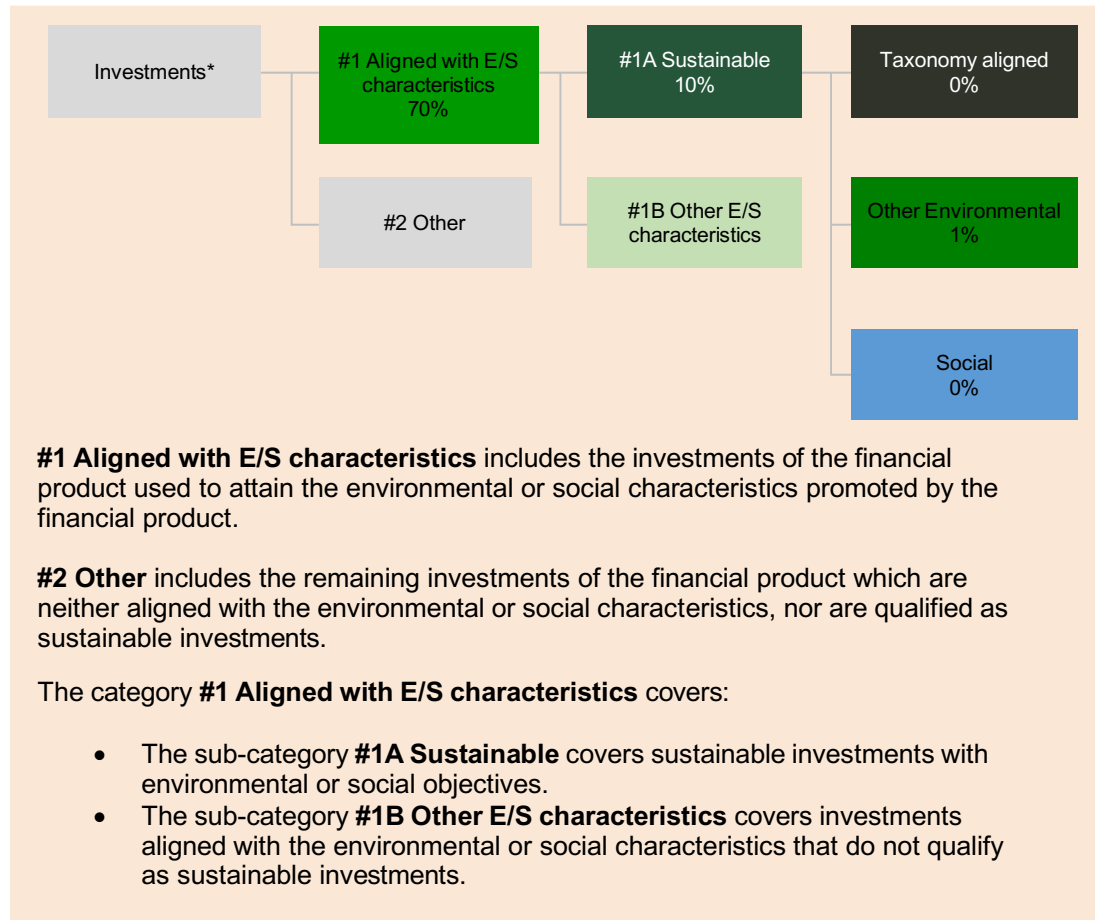 Investments*
#1 Aligned with E/S
characteristics
70%
#1A Sustainable
10%
Taxonomy aligned
0%
#2 Other
#1B Other E/S
characteristics
Other Environmental
1%
Social
0%
#1 Aligned with E/S characteristics includes the investments of the financial
product used to attain the environmental or social characteristics promoted by the
financial product.
#2 Other includes the remaining investments of the financial product which are
neither aligned with the environmental or social characteristics, nor are qualified as
sustainable investments.
The category #1 Aligned with E/S characteristics covers:
• The sub-category #1A Sustainable covers sustainable investments with
environmental or social objectives.
• The sub-category #1B Other E/S characteristics covers investments
aligned with the environmental or social characteristics that do not qualify
as sustainable investments.